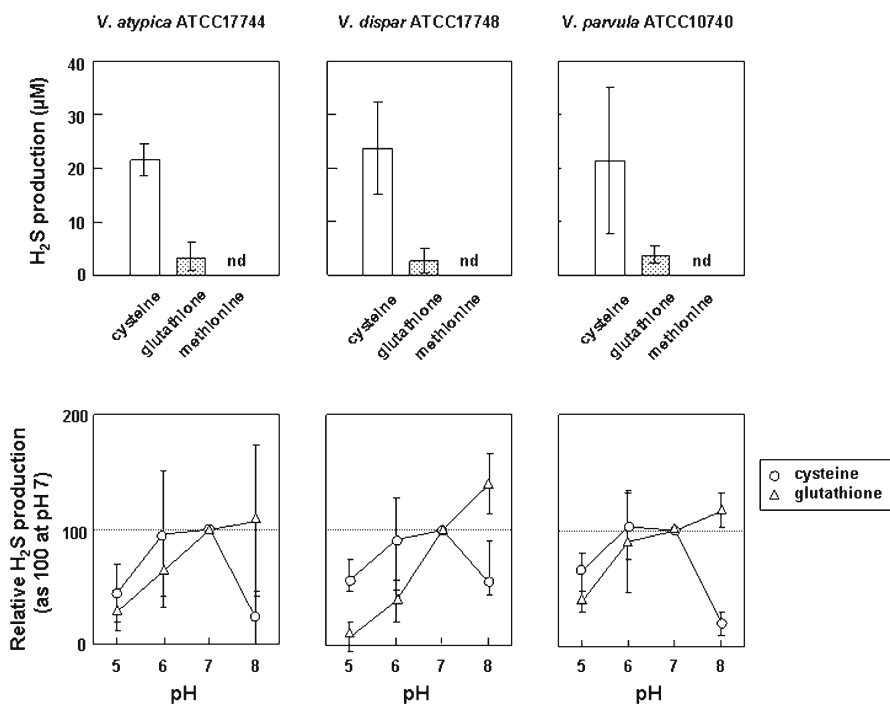 V. atypica ATCC17744 V. dispar ATCC17748 V. parvula ATCC10740
H₂S production (µM)
40
30
20
10
0
nd nd nd
cysteine glutathione methionine cysteine glutathione methionine cysteine glutathione methionine
Relative H₂S production
(as 100 at pH 7)
200
100
0
cysteine
glutathione
5 6 7 8 5 6 7 8 5 6 7 8
pH pH pH